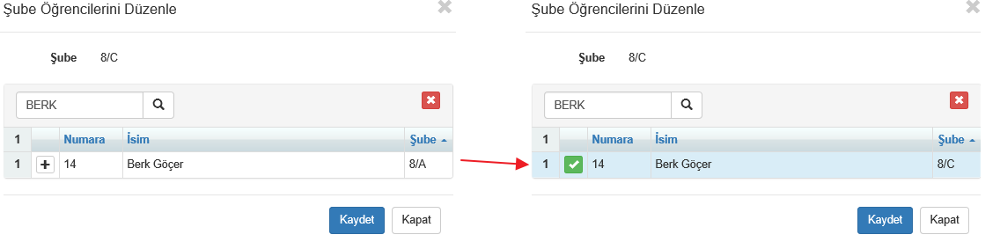 Şube Öğrencilerini Düzenle
Şube 8/C
BERK
1 Numara İsim Şube
1 14 Berk Göçer 8/A
Kaydet Kapat
Şube Öğrencilerini Düzenle
Şube 8/C
BERK
1 Numara İsim Şube
1 14 Berk Göçer 8/C
Kaydet Kapat